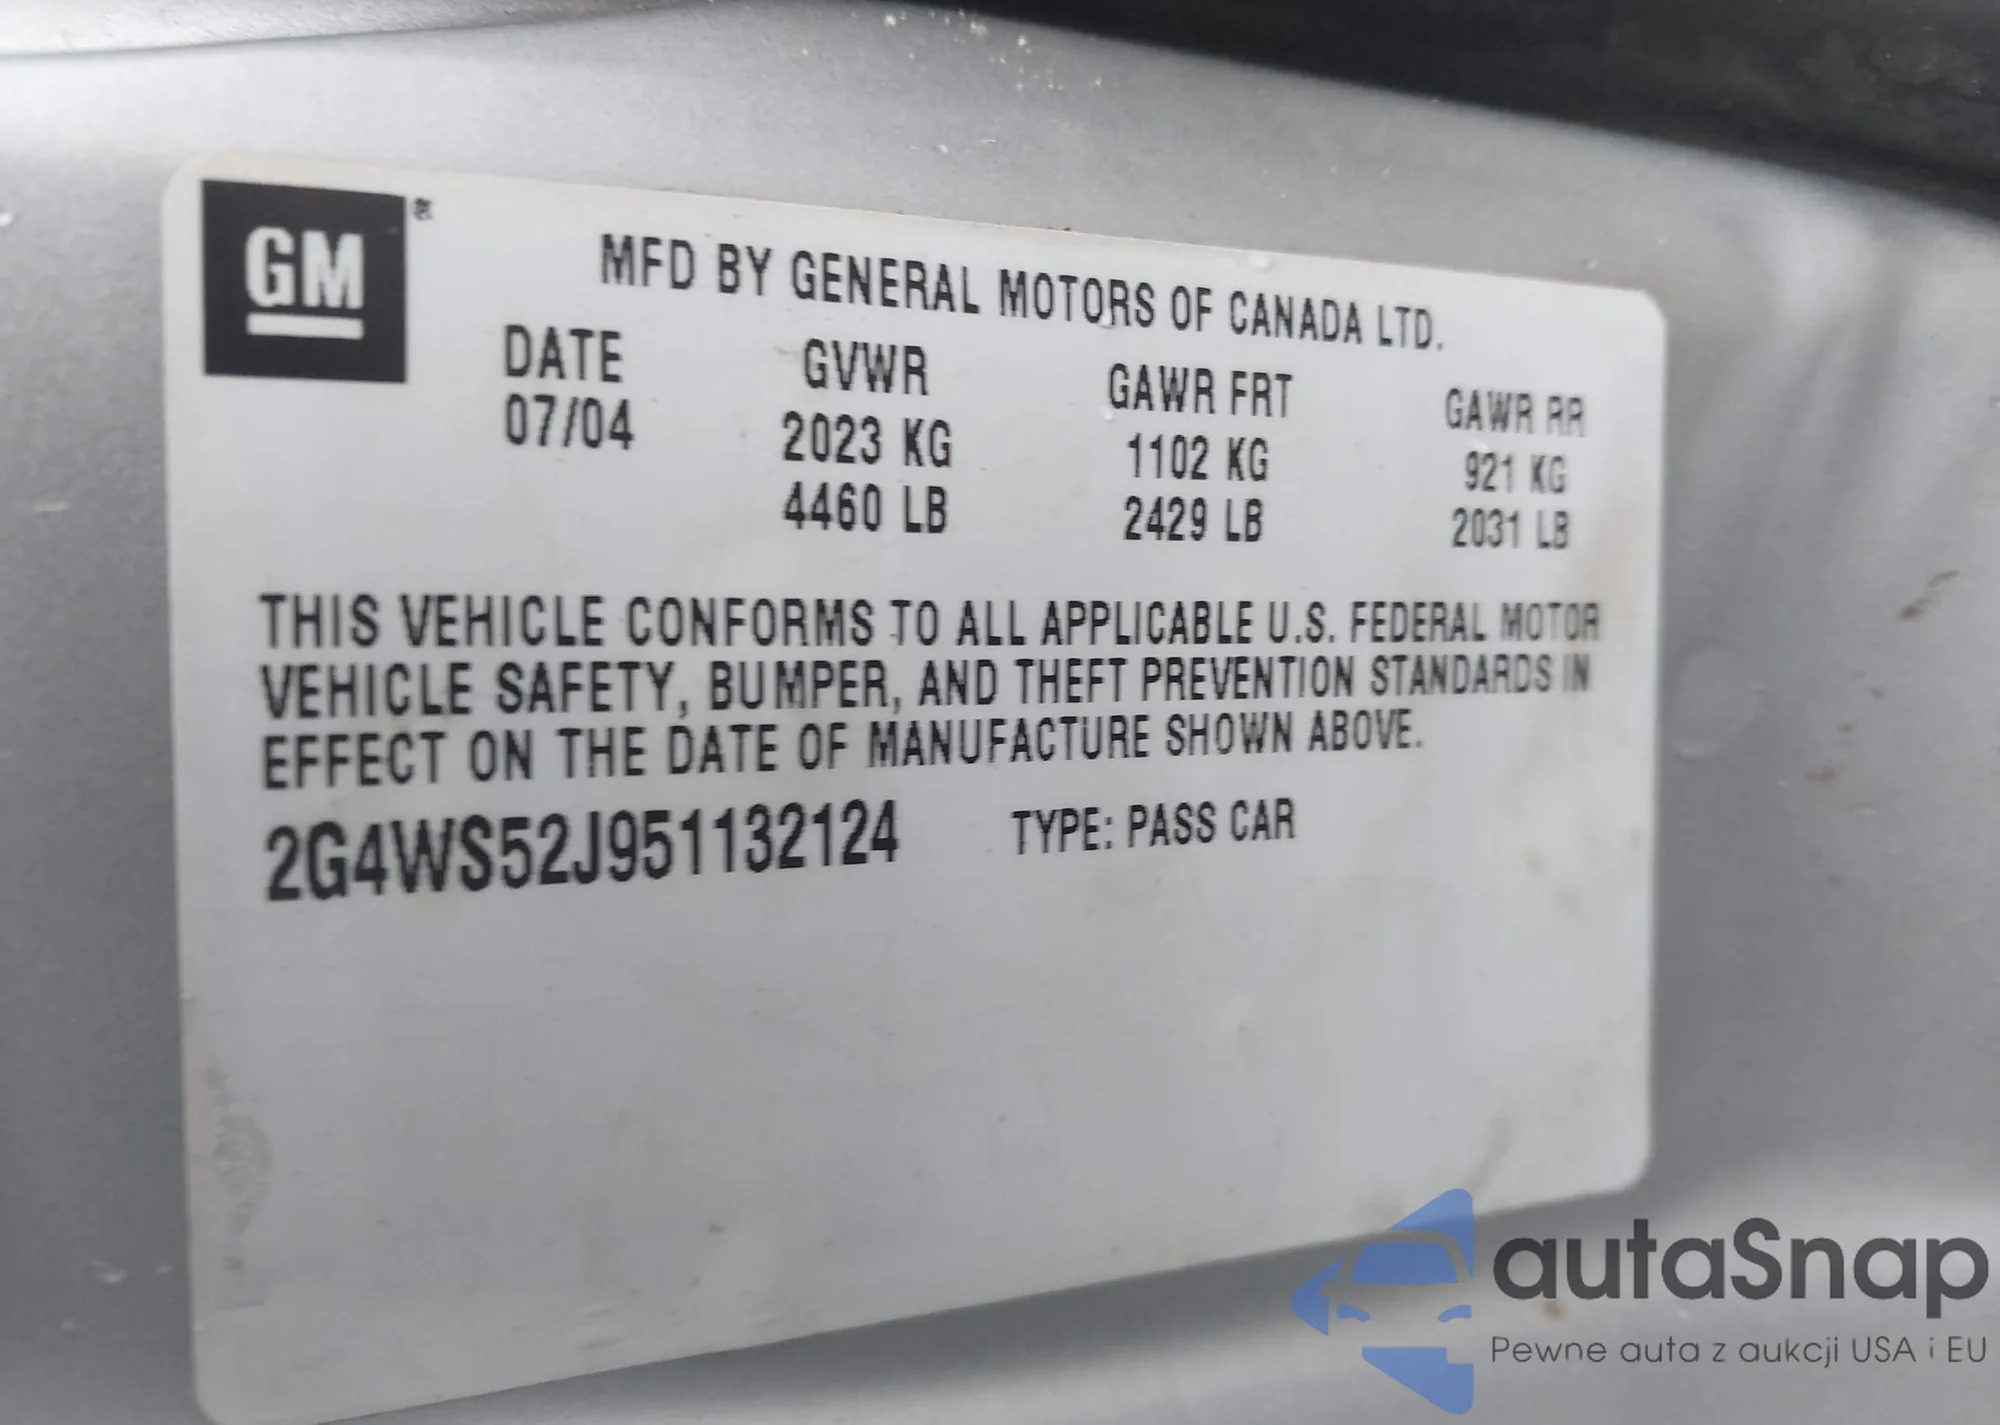 GM ®
MFD BY GENERAL MOTORS OF CANADA LTD.
DATE GVWR GAWR FRT GAWR RR
07/04 2023 KG 1102 KG 921 KG
4460 LB 2429 LB 2031 LB
THIS VEHICLE CONFORMS TO ALL APPLICABLE U.S. FEDERAL MOTOR
VEHICLE SAFETY, BUMPER, AND THEFT PREVENTION STANDARDS IN
EFFECT ON THE DATE OF MANUFACTURE SHOWN ABOVE.
2G4WS52J951132124 TYPE: PASS CAR
autaSnap
Pewne auta z aukcji USA i EU